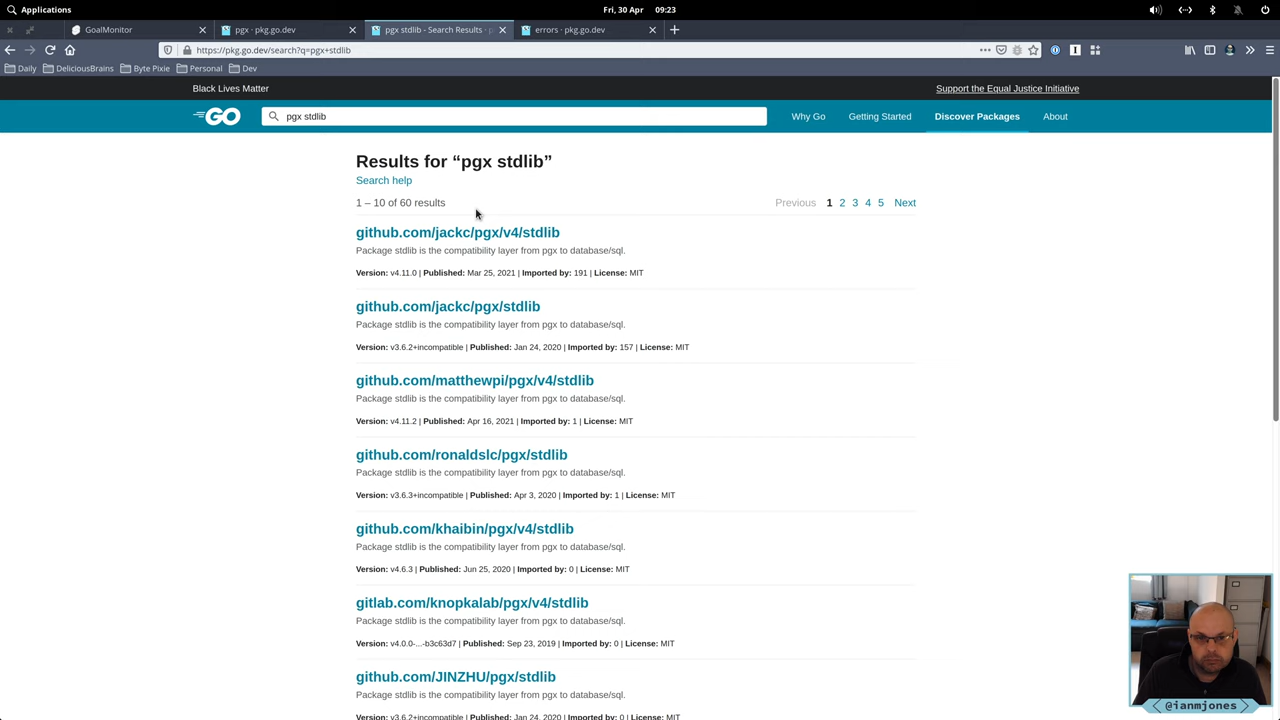 Applications
Fri, 30 Apr 09:23
GoalMonitor
pgx · pkg.go.dev
pgx stdlib - Search Results · p
errors · pkg.go.dev
https://pkg.go.dev/search?q=pgx+stdlib
Daily
DeliciousBrains
Byte Pixie
Personal
Dev
Black Lives Matter
Support the Equal Justice Initiative
GO
pgx stdlib
Why Go
Getting Started
Discover Packages
About
Results for “pgx stdlib”
Search help
1 – 10 of 60 results
Previous 1 2 3 4 5 Next
github.com/jackc/pgx/v4/stdlib
Package stdlib is the compatibility layer from pgx to database/sql.
Version: v4.11.0 | Published: Mar 25, 2021 | Imported by: 191 | License: MIT
github.com/jackc/pgx/stdlib
Package stdlib is the compatibility layer from pgx to database/sql.
Version: v3.6.2+incompatible | Published: Jan 24, 2020 | Imported by: 157 | License: MIT
github.com/matthewpi/pgx/v4/stdlib
Package stdlib is the compatibility layer from pgx to database/sql.
Version: v4.11.2 | Published: Apr 16, 2021 | Imported by: 1 | License: MIT
github.com/ronaldslc/pgx/stdlib
Package stdlib is the compatibility layer from pgx to database/sql.
Version: v3.6.3+incompatible | Published: Apr 3, 2020 | Imported by: 1 | License: MIT
github.com/khaibin/pgx/v4/stdlib
Package stdlib is the compatibility layer from pgx to database/sql.
Version: v4.6.3 | Published: Jun 25, 2020 | Imported by: 0 | License: MIT
gitlab.com/knopkalab/pgx/v4/stdlib
Package stdlib is the compatibility layer from pgx to database/sql.
Version: v4.0.0-...-b3c63d7 | Published: Sep 23, 2019 | Imported by: 0 | License: MIT
github.com/JINZHU/pgx/stdlib
Package stdlib is the compatibility layer from pgx to database/sql.
Version: v3.6.2+incompatible | Published: Jan 24, 2020 | Imported by: 0 | License: MIT
@ianmjones